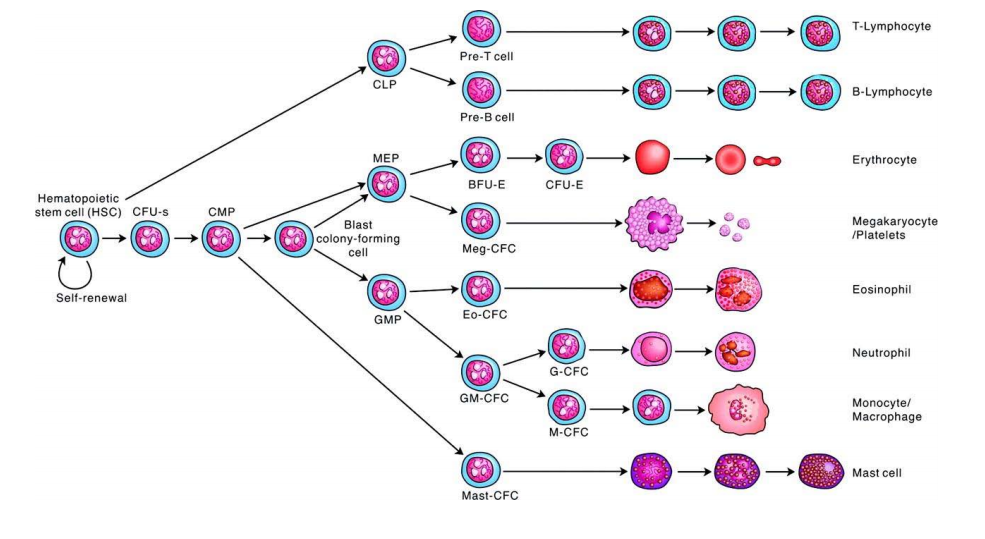 T-Lymphocyte
Pre-T cell
CLP
B-Lymphocyte
Pre-B cell
MEP
Erythrocyte
BFU-E
CFU-E
Hematopoietic
stem cell (HSC)
CFU-s
CMP
Blast
colony-forming
cell
Meg-CFC
Megakaryocyte
/Platelets
Self-renewal
GMP
Eo-CFC
Eosinophil
G-CFC
Neutrophil
GM-CFC
M-CFC
Monocyte/
Macrophage
Mast-CFC
Mast cell